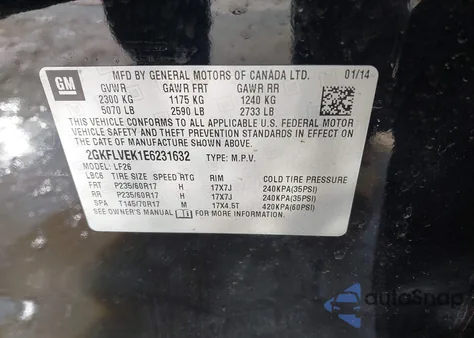 GM
MFD BY GENERAL MOTORS OF CANADA LTD. 01/14
GVWR GAWR FRT GAWR RR
2300 KG 1175 KG 1240 KG
5070 LB 2590 LB 2733 LB
THIS VEHICLE CONFORMS TO ALL APPLICABLE U.S. FEDERAL MOTOR
VEHICLE SAFETY AND THEFT PREVENTION STANDARDS IN EFFECT ON
THE DATE OF MANUFACTURE SHOWN ABOVE.
2GKFLVEK1E6231632 TYPE: M.P.V.
MODEL: LF26
LBC6 TIRE SIZE SPEED RTG RIM COLD TIRE PRESSURE
FRT P235/60R17 H 17X7J 240KPA(35PSI)
RR P235/60R17 H 17X7J 240KPA(35PSI)
SPA T145/70R17 M 17X4.5T 420KPA(60PSI)
SEE OWNER'S MANUAL FOR MORE INFORMATION.
AutoSnap